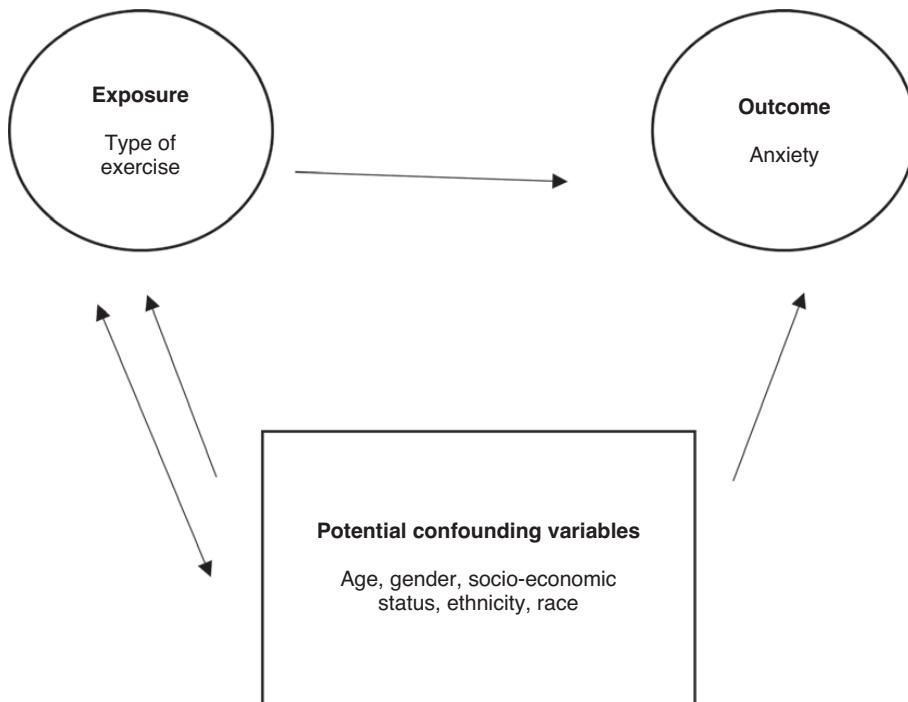 Exposure
Type of
exercise
Outcome
Anxiety
Potential confounding variables
Age, gender, socio-economic
status, ethnicity, race